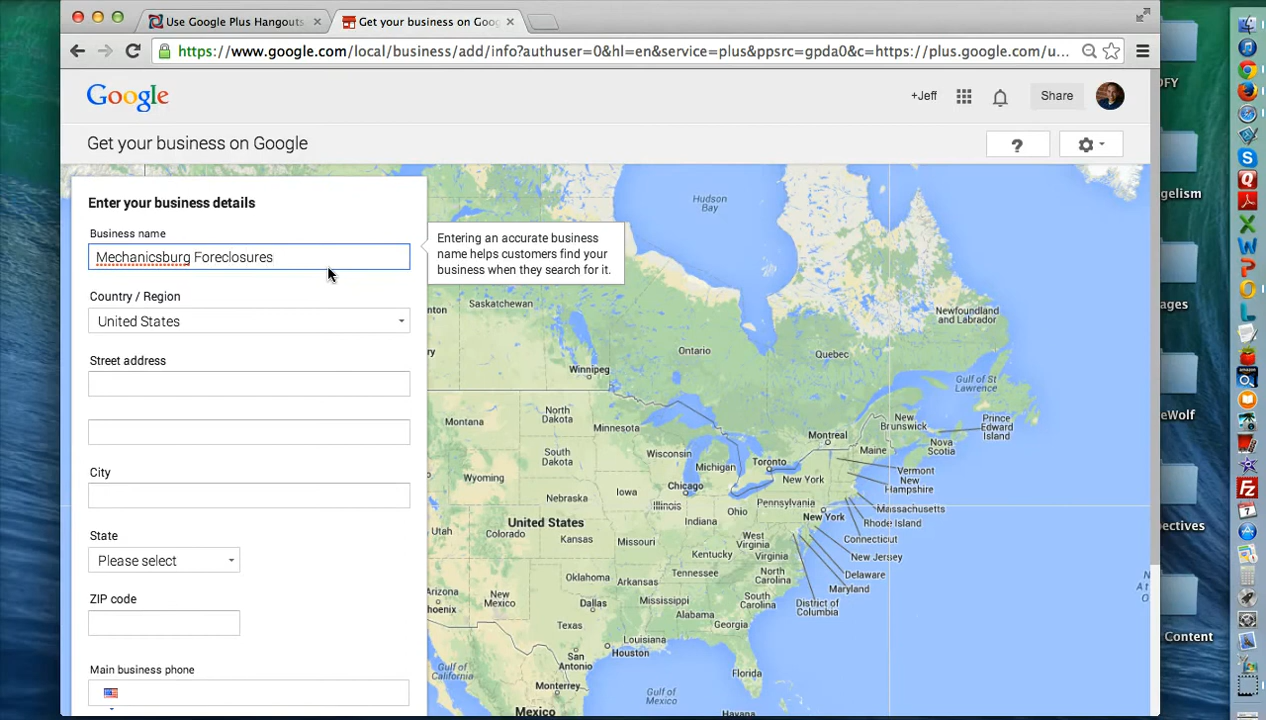 Use Google Plus Hangouts
Get your business on Goog
https://www.google.com/local/business/add/info?authuser=0&hl=en&service=plus&ppsrc=gpda0&c=https://plus.google.com/u...
DFY
Google
+Jeff
Share
Get your business on Google
?
Enter your business details
Business name
Mechanicsburg Foreclosures
Entering an accurate business
name helps customers find your
business when they search for it.
Country / Region
United States
Street address
City
State
Please select
ZIP code
Main business phone
Hudson
Bay
Saskatchewan
Newfoundland
and Labrador
Ontario
Quebec
Winnipeg
Gulf of St
Lawrence
Montana
North
Dakota
Minnesota
Montreal
New
Brunswick
Prince
Edward
Island
Nova
Scotia
Maine
South
Dakota
Wisconsin
Michigan
Toronto
Vermont
New
Hampshire
Wyoming
Chicago
New York
Massachusetts
Nebraska
Iowa
Illinois
Indiana
Ohio
Pennsylvania
New York
Rhode Island
Utah
Colorado
United States
Kansas
Missouri
West
Virginia
Connecticut
New Jersey
Kentucky
Virginia
Delaware
Maryland
Oklahoma
Tennessee
North
Carolina
District of
Columbia
Arizona
New
Mexico
Arkansas
Mississippi
South
Carolina
Dallas
Alabama
Georgia
Texas
Louisiana
San
Antonio
Houston
Gulf of
California
Florida
Monterrey
Gulf of
Mexico
Mexico
Havana
gelism
ages
eWolf
pectives
Content